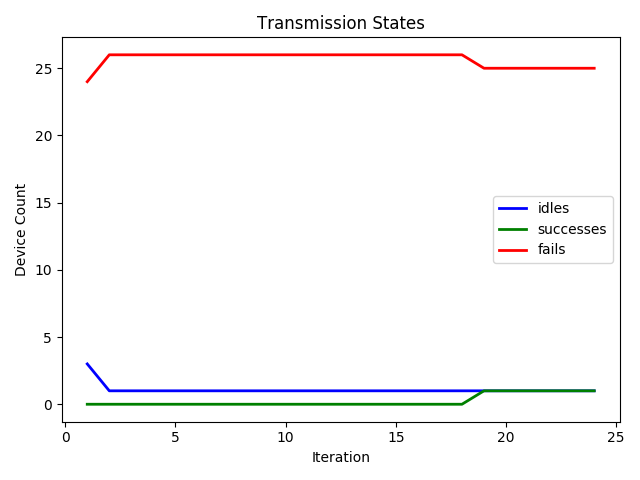 Transmission States
Device Count
25
20
15
10
5
0
idles
successes
fails
0 5 10 15 20 25
Iteration